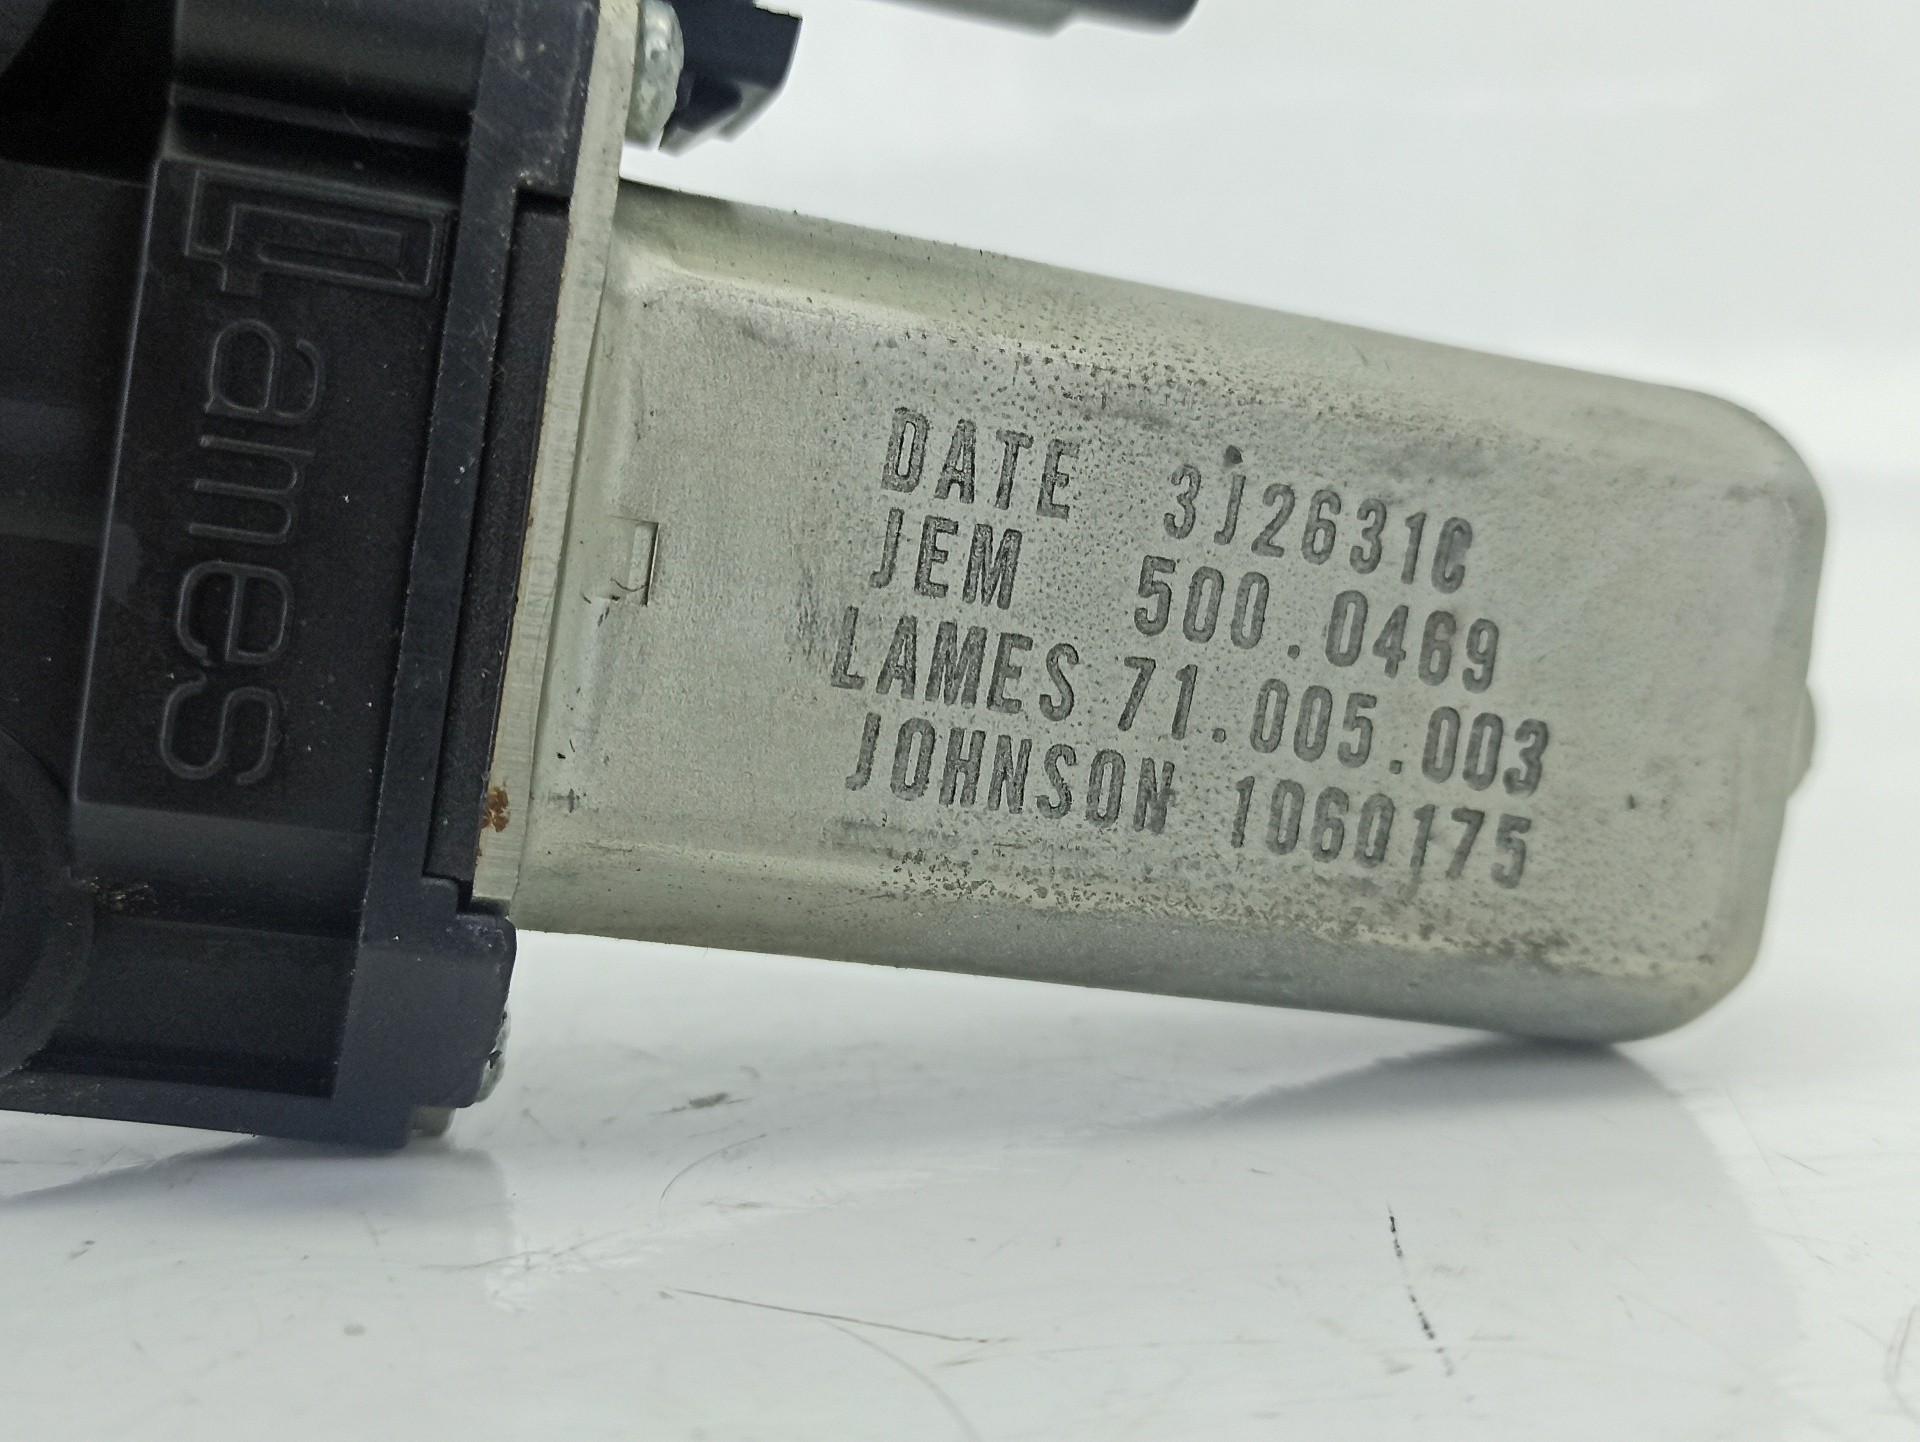 Lames
DATE 3J2631C
JEM 500.0469
LAMES 71.005.003
JOHNSON 1060175